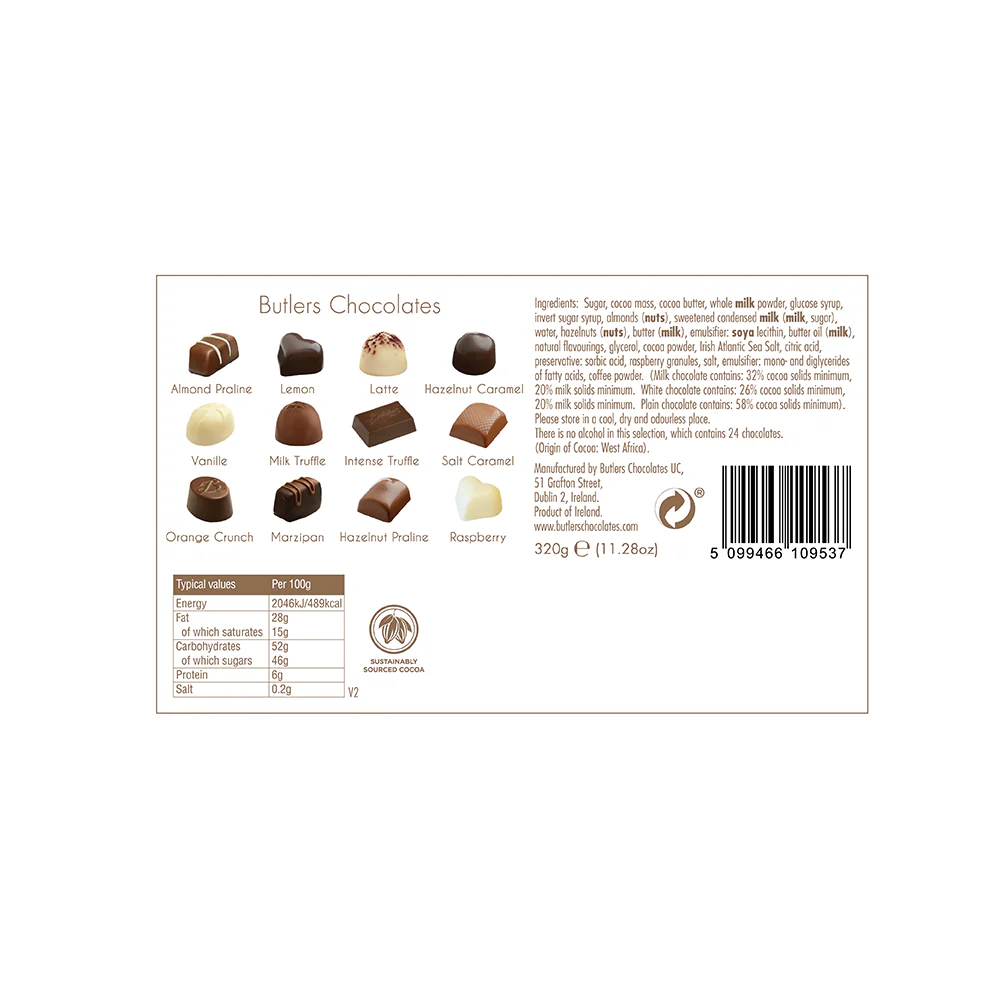 Butlers Chocolates
Almond Praline Lemon Latte Hazelnut Caramel
Vanille Milk Truffle Intense Truffle Salt Caramel
Orange Crunch Marzipan Hazelnut Praline Raspberry
Ingredients: Sugar, cocoa mass, cocoa butter, whole milk powder, glucose syrup,
invert sugar syrup, almonds (nuts), sweetened condensed milk (milk, sugar),
water, hazelnuts (nuts), butter (milk), emulsifier: soya lecithin, butter oil (milk),
natural flavourings, glycerol, cocoa powder, Irish Atlantic Sea Salt, citric acid,
preservative: sorbic acid, raspberry granules, salt, emulsifier: mono- and diglycerides
of fatty acids, coffee powder. (Milk chocolate contains: 32% cocoa solids minimum,
20% milk solids minimum. White chocolate contains: 26% cocoa solids minimum,
20% milk solids minimum. Plain chocolate contains: 58% cocoa solids minimum).
Please store in a cool, dry and odourless place.
There is no alcohol in this selection, which contains 24 chocolates.
(Origin of Cocoa: West Africa).
Manufactured by Butlers Chocolates UC,
51 Grafton Street,
Dublin 2, Ireland.
Product of Ireland.
www.butlerschocolates.com
320g ℮ (11.28oz)
®
5 099466 109537
Typical values Per 100g
Energy 2046kJ/489kcal
Fat 28g
of which saturates 15g
Carbohydrates 52g
of which sugars 46g
Protein 6g
Salt 0.2g
V2
SUSTAINABLY
SOURCED COCOA